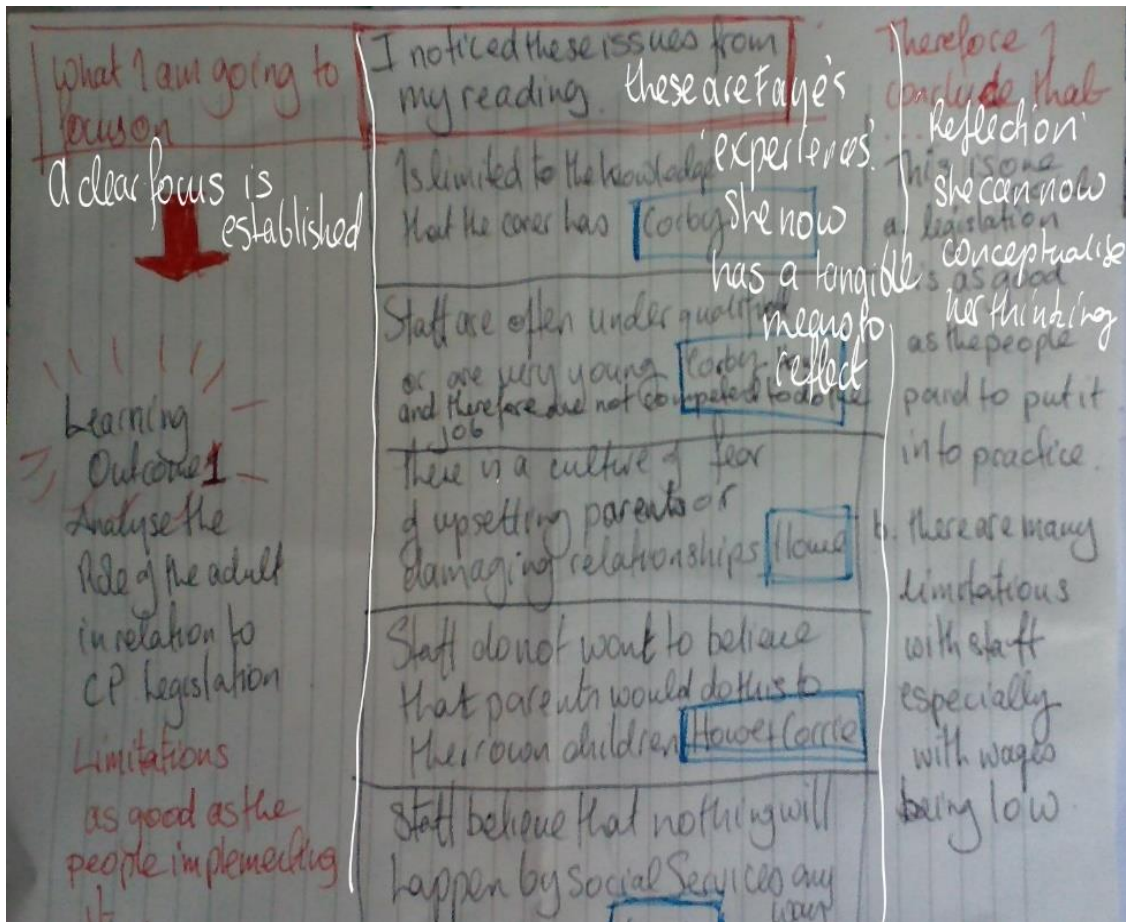 What I am going to
focus on
A clear focus is
established
Learning
Outcome 1
Analyse the
Role of the adult
in relation to
CP Legislation
Limitations
as good as the
people implementing
it
I noticed these issues from
my reading.
these are Faye's
'experiences'.
she now
has a tangible
means to
reflect
Is limited to the knowledge
that the carer has Corby
Staff are often under qualified
or are very young Corby
and therefore are not competent to do the
job
there is a culture of fear
of upsetting parents or
damaging relationships Howe
Staff do not want to believe
that parents would do this to
their own children Howe+Corrie
Staff believe that nothing will
happen by Social Services any
way
Therefore I
conclude that
Reflection
she can now
conceptualise
her thinking
This is one
a. legislation
is as good
as the people
paid to put it
into practice.
b. there are many
limitations
with staff
especially
with wages
being low